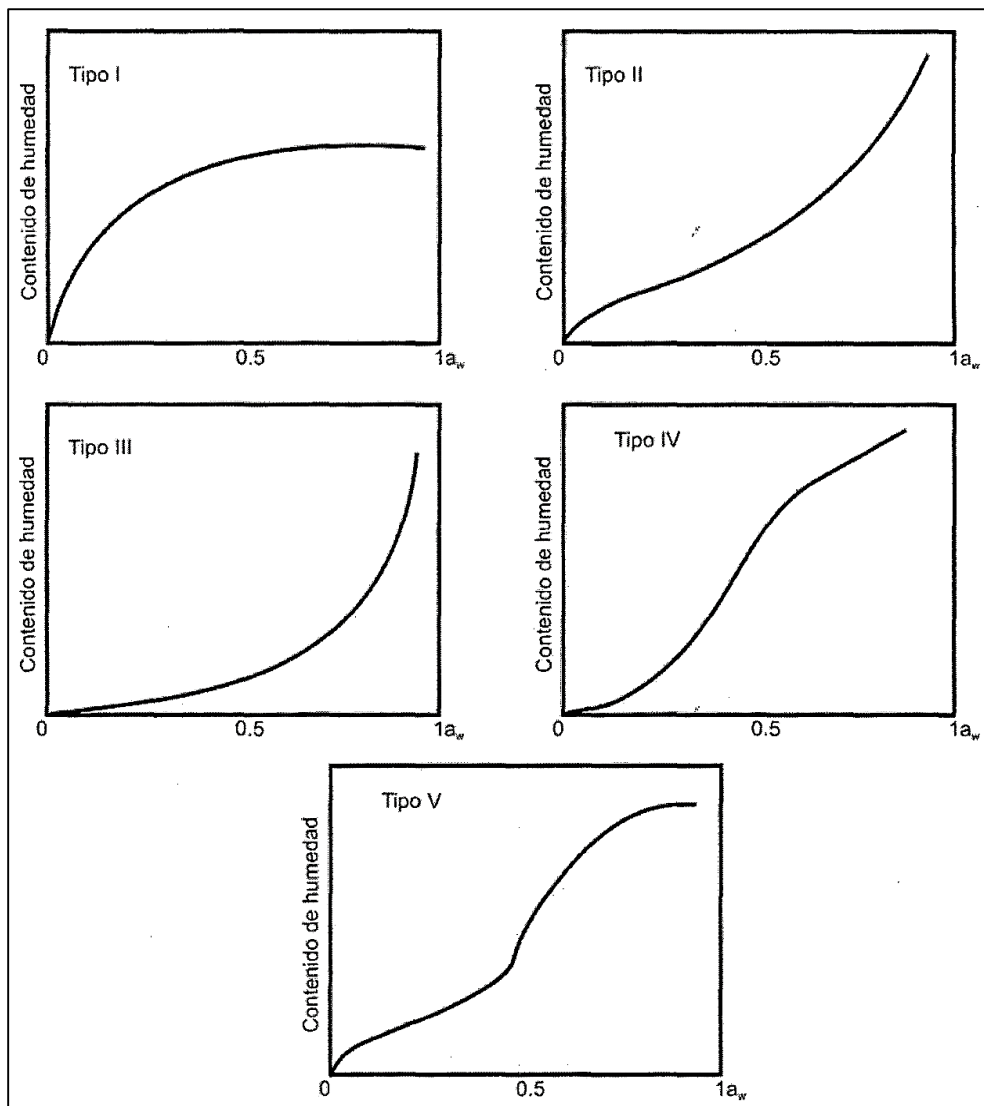 Tipo I
Contenido de humedad
0 0.5 1a_w
Tipo II
Contenido de humedad
0 0.5 1a_w
Tipo III
Contenido de humedad
0 0.5 1a_w
Tipo IV
Contenido de humedad
0 0.5 1a_w
Tipo V
Contenido de humedad
0 0.5 1a_w